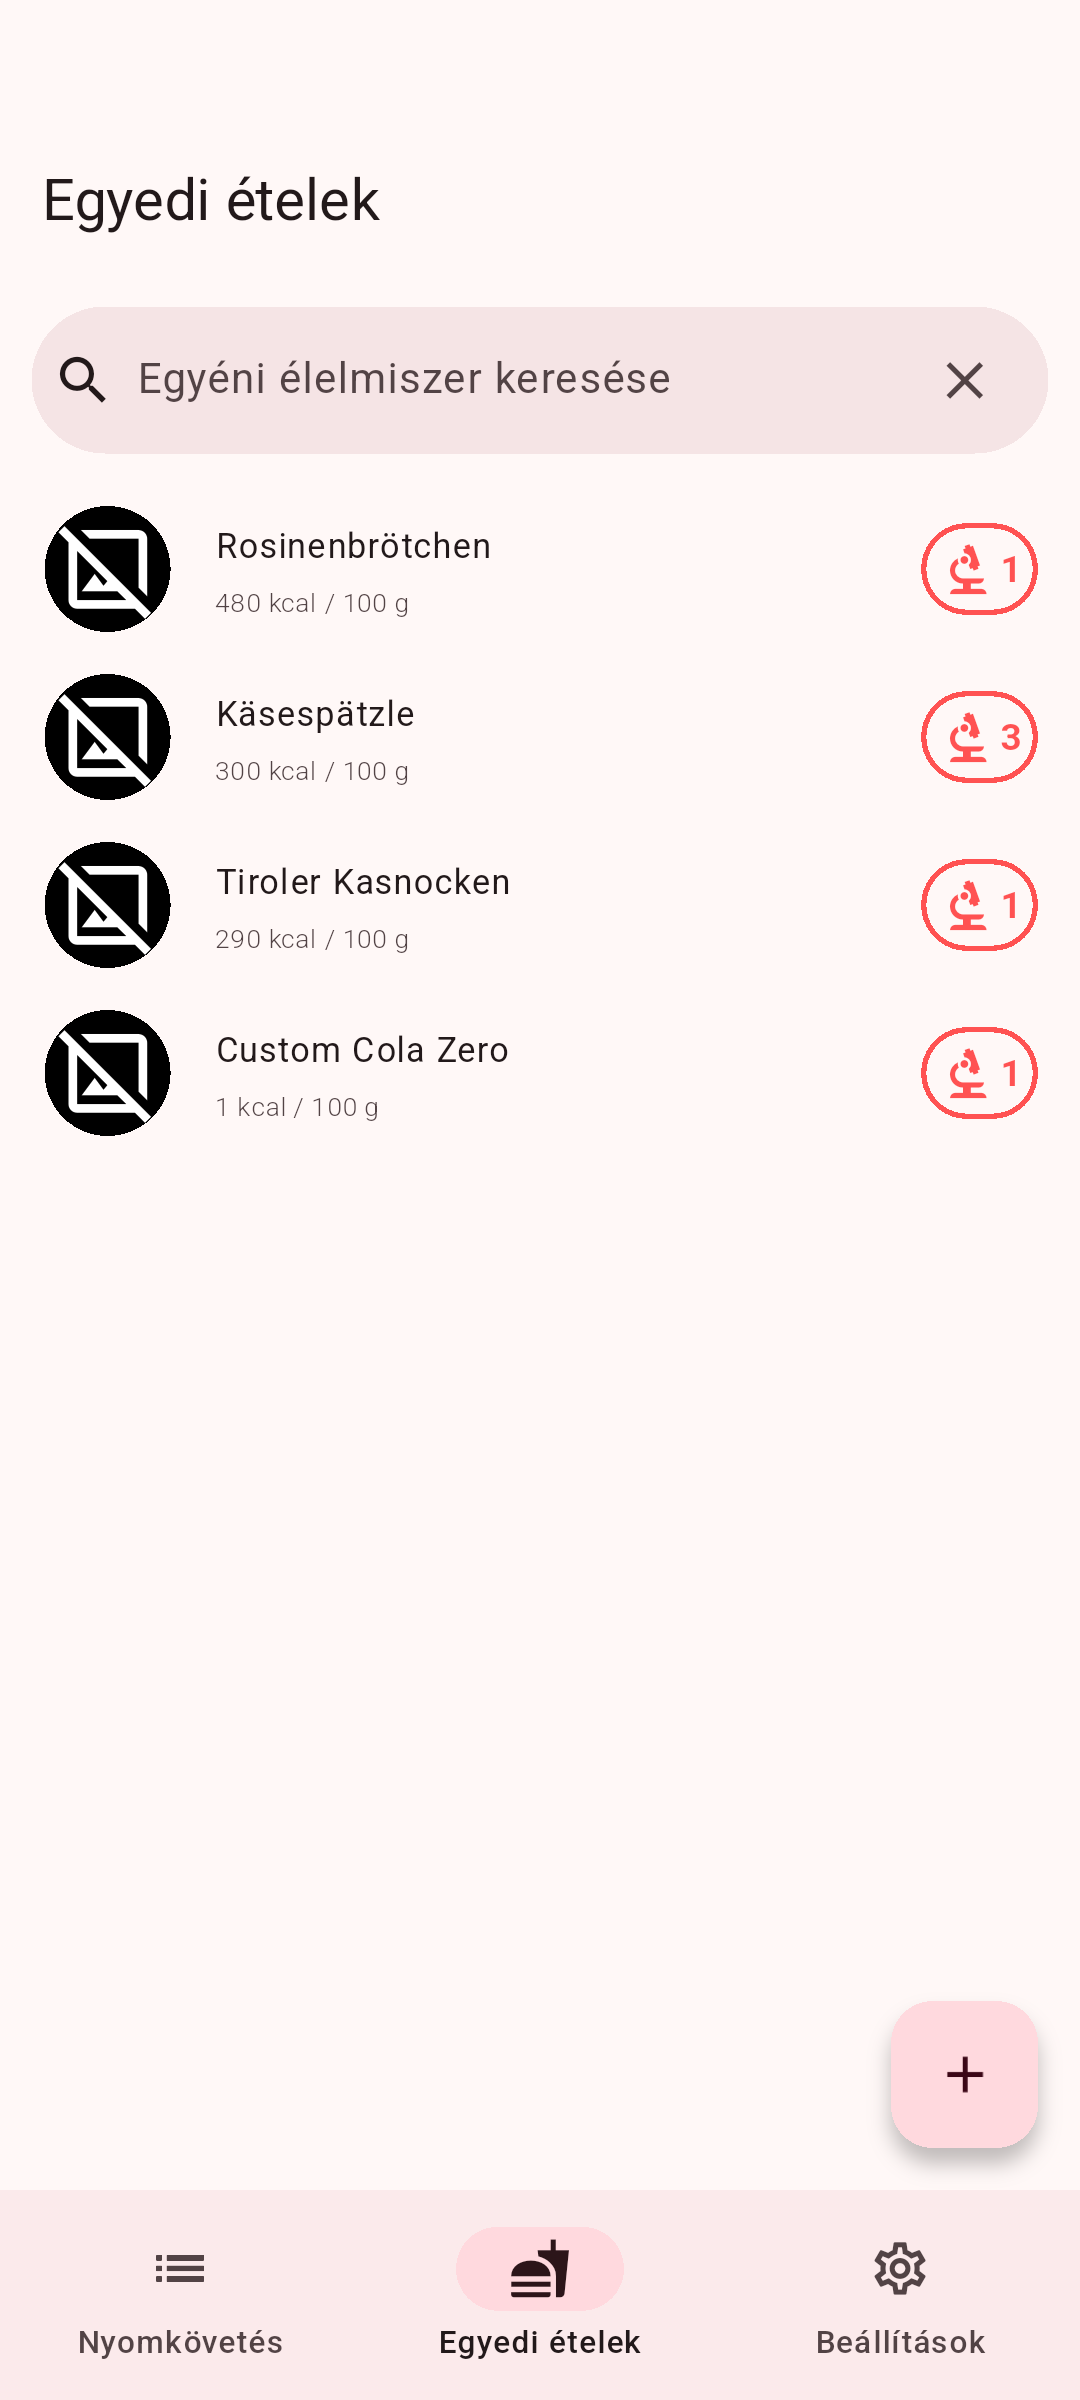 Egyedi ételek
Egyéni élelmiszer keresése
Rosinenbrötchen
480 kcal / 100 g
1
Käsespätzle
300 kcal / 100 g
3
Tiroler Kasnocken
290 kcal / 100 g
1
Custom Cola Zero
1 kcal / 100 g
1
Nyomkövetés
Egyedi ételek
Beállítások